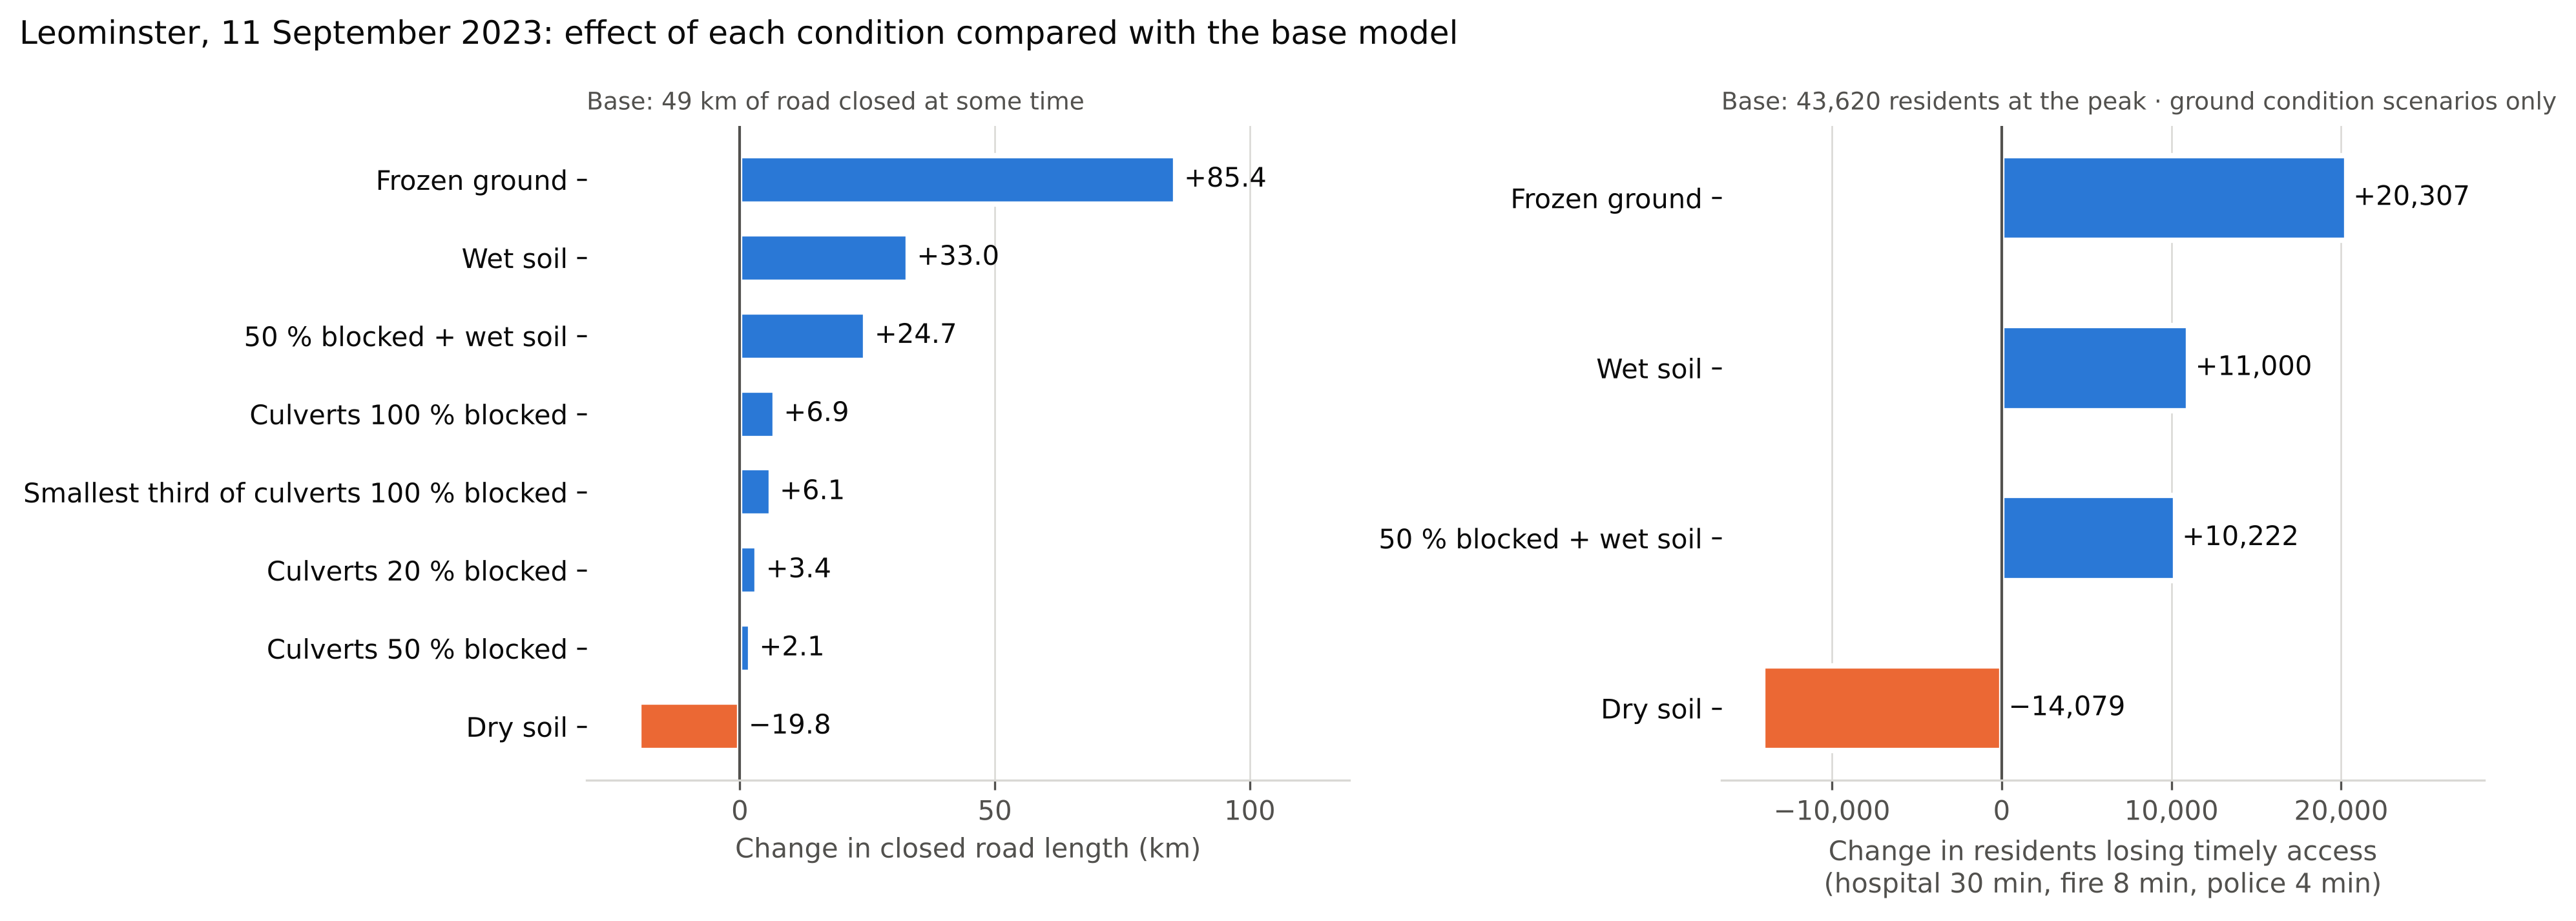 Leominster, 11 September 2023: effect of each condition compared with the base model
Base: 49 km of road closed at some time
Frozen ground
+85.4
Wet soil
+33.0
50 % blocked + wet soil
+24.7
Culverts 100 % blocked
+6.9
Smallest third of culverts 100 % blocked
+6.1
Culverts 20 % blocked
+3.4
Culverts 50 % blocked
+2.1
Dry soil
−19.8
0 50 100
Change in closed road length (km)
Base: 43,620 residents at the peak · ground condition scenarios only
Frozen ground
+20,307
Wet soil
+11,000
50 % blocked + wet soil
+10,222
Dry soil
−14,079
−10,000 0 10,000 20,000
Change in residents losing timely access
(hospital 30 min, fire 8 min, police 4 min)